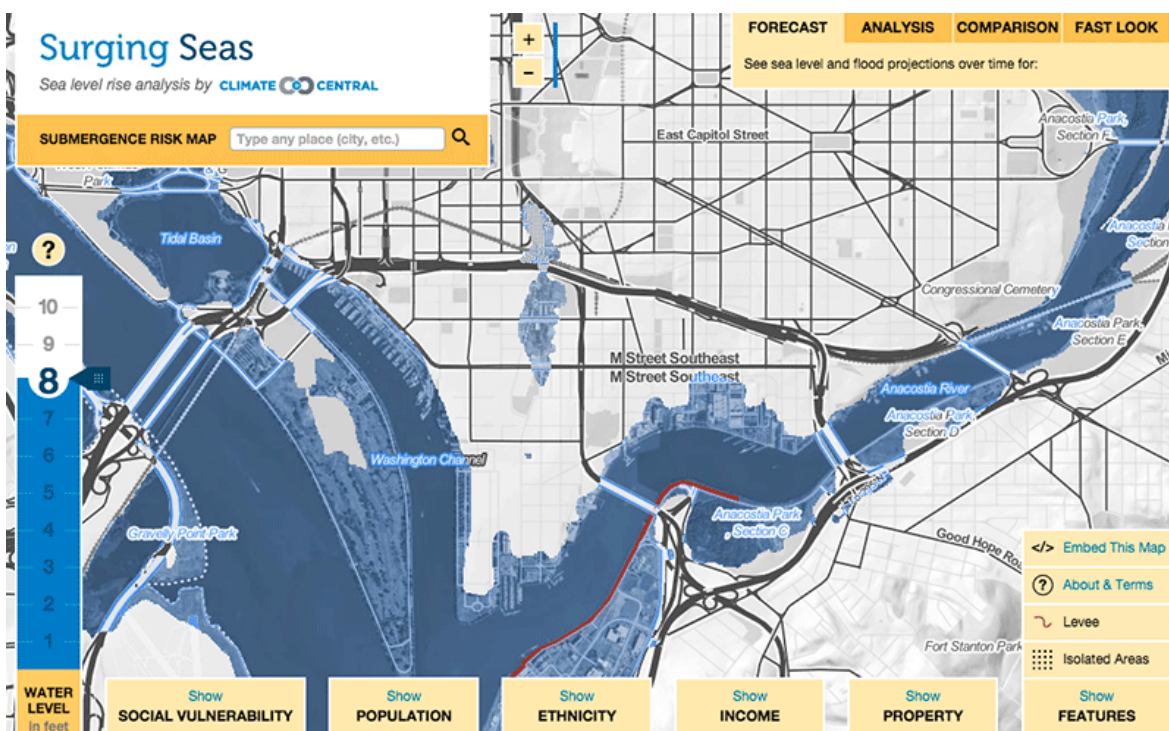 Surging Seas
Sea level rise analysis by CLIMATE CENTRAL
SUBMERGENCE RISK MAP
Type any place (city, etc.)
+
−
FORECAST
ANALYSIS
COMPARISON
FAST LOOK
See sea level and flood projections over time for:
East Capitol Street
Anacostia Park,
Section F
Park
Tidal Basin
Anacostia
Section
?
Congressional Cemetery
10
9
8
7
6
5
4
3
2
1
Anacostia Park,
Section E
M Street Southeast
M Street Southeast
Anacostia River
Anacostia Park,
Section D
Washington Channel
Anacostia Park
, Section C
Gravelly Point Park
Good Hope Ro
Fort Stanton Park
</> Embed This Map
? About & Terms
Levee
Isolated Areas
WATER
LEVEL
in feet
Show
SOCIAL VULNERABILITY
Show
POPULATION
Show
ETHNICITY
Show
INCOME
Show
PROPERTY
Show
FEATURES